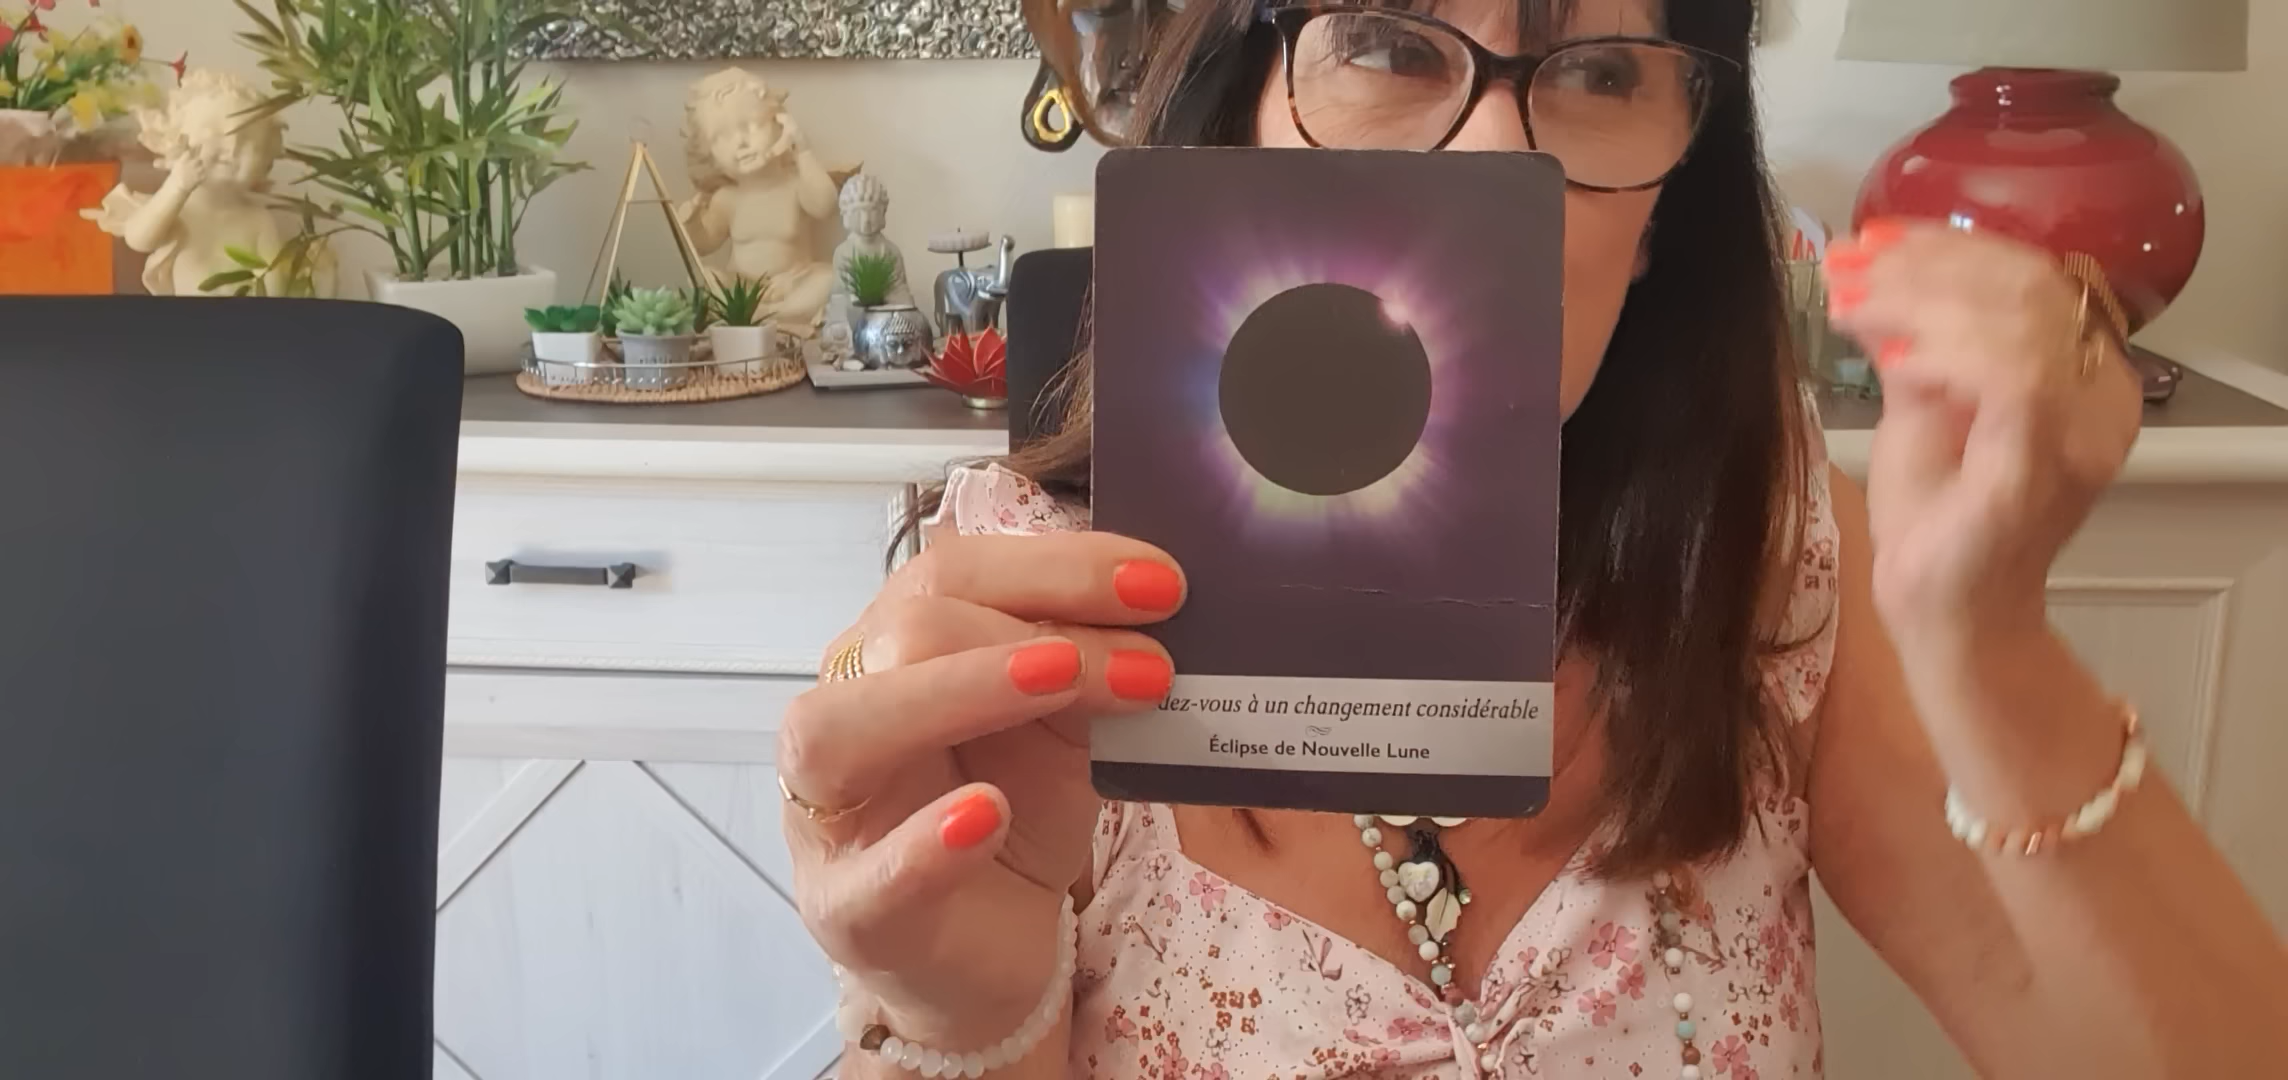 dez-vous à un changement considérable
Éclipse de Nouvelle Lune